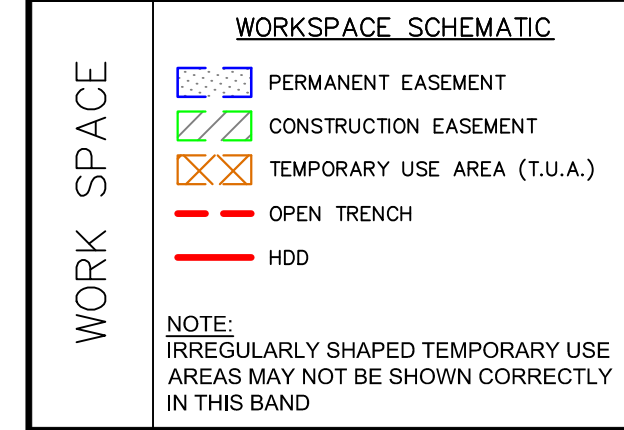 WORK SPACE
WORKSPACE SCHEMATIC
PERMANENT EASEMENT
CONSTRUCTION EASEMENT
TEMPORARY USE AREA (T.U.A.)
OPEN TRENCH
HDD
NOTE:
IRREGULARLY SHAPED TEMPORARY USE
AREAS MAY NOT BE SHOWN CORRECTLY
IN THIS BAND